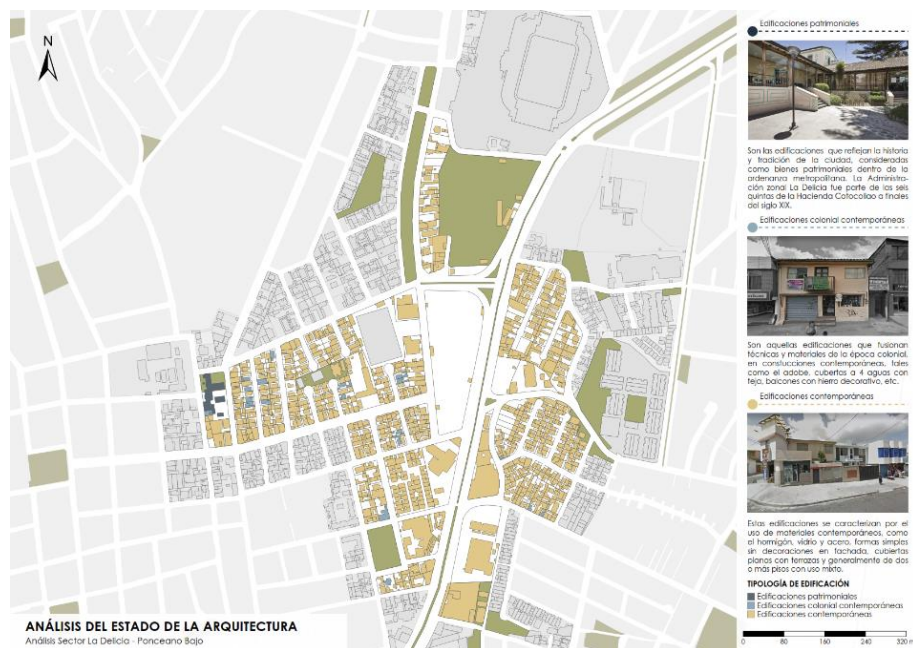 N
Edificaciones patrimoniales
Son las edificaciones que reflejan la historia
y tradición de la ciudad, consideradas
como bienes patrimoniales dentro de la
ordenanza metropolitana. La Administra-
ción zonal La Delicia fue parte de las seis
quintas de la Hacienda Cotocollao a finales
del siglo XIX.
Edificaciones colonial contemporáneas
Son aquellas edificaciones que fusionan
técnicas y materiales de la época colonial,
en constucciones contemporáneas, tales
como el adobe, cubiertas a 4 aguas con
teja, balcones con hierro decorativo, etc.
Edificaciones contemporáneas
Estas edificaciones se caracterizan por el
uso de materiales contemporáneos, como
el hormigón, vidrio y acero, formas simples
sin decoraciones en fachada, cubiertas
planas con terrazas y generalmente de dos
o más pisos con uso mixto.
TIPOLOGÍA DE EDIFICACIÓN
Edificaciones patrimoniales
Edificaciones colonial contemporáneas
Edificaciones contemporáneas
0 80 160 240 320 m
ANÁLISIS DEL ESTADO DE LA ARQUITECTURA
Análisis Sector La Delicia - Ponceano Bajo